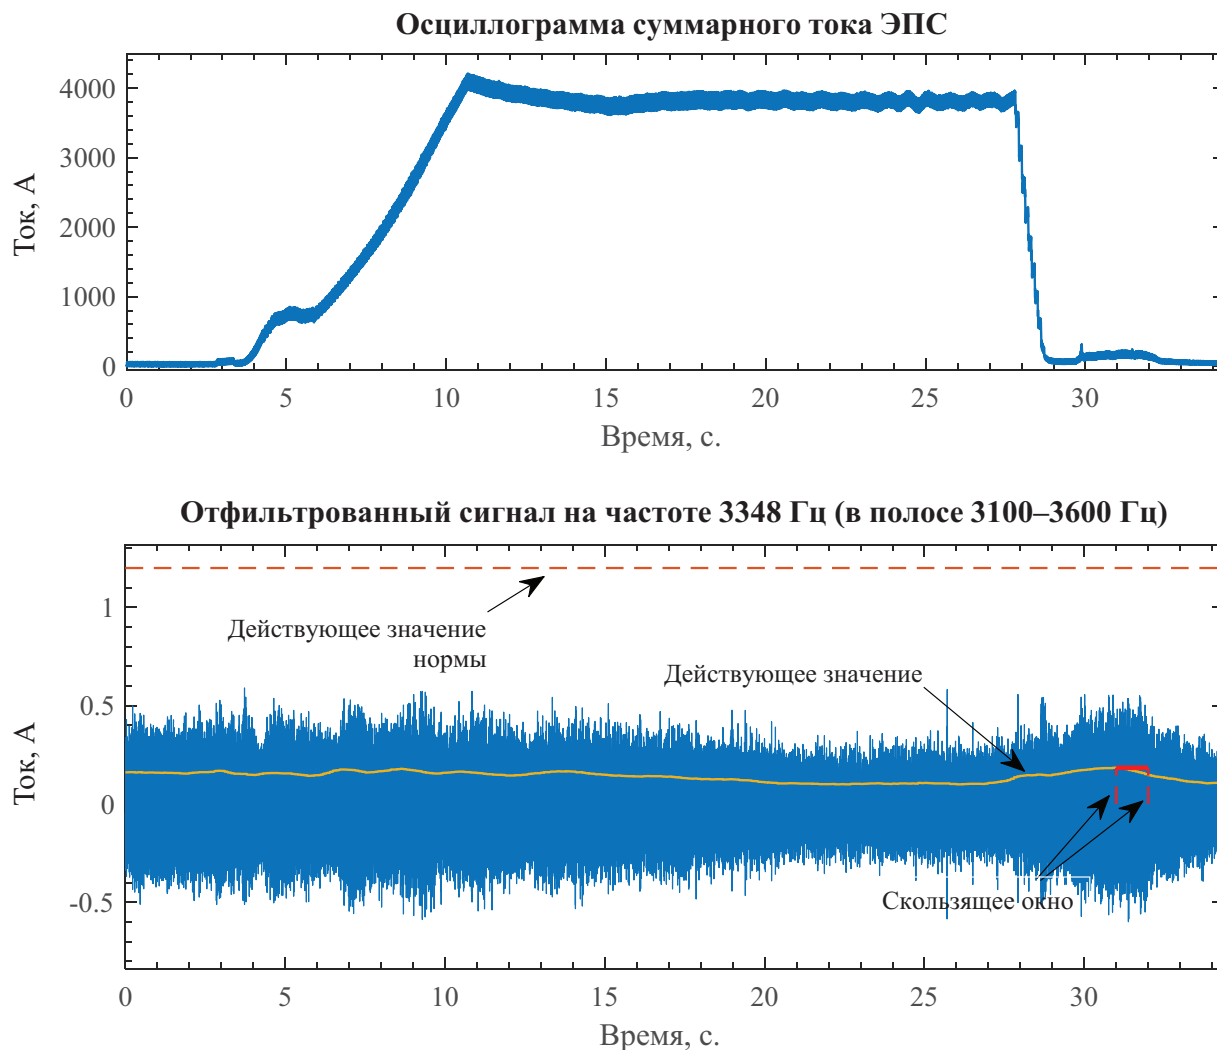 Осциллограмма суммарного тока ЭПС
4000
3000
2000
1000
0
Ток, А
0 5 10 15 20 25 30
Время, с.
Отфильтрованный сигнал на частоте 3348 Гц (в полосе 3100–3600 Гц)
1
0.5
0
-0.5
Ток, А
Действующее значение
нормы
Действующее значение
Скользящее окно
0 5 10 15 20 25 30
Время, с.